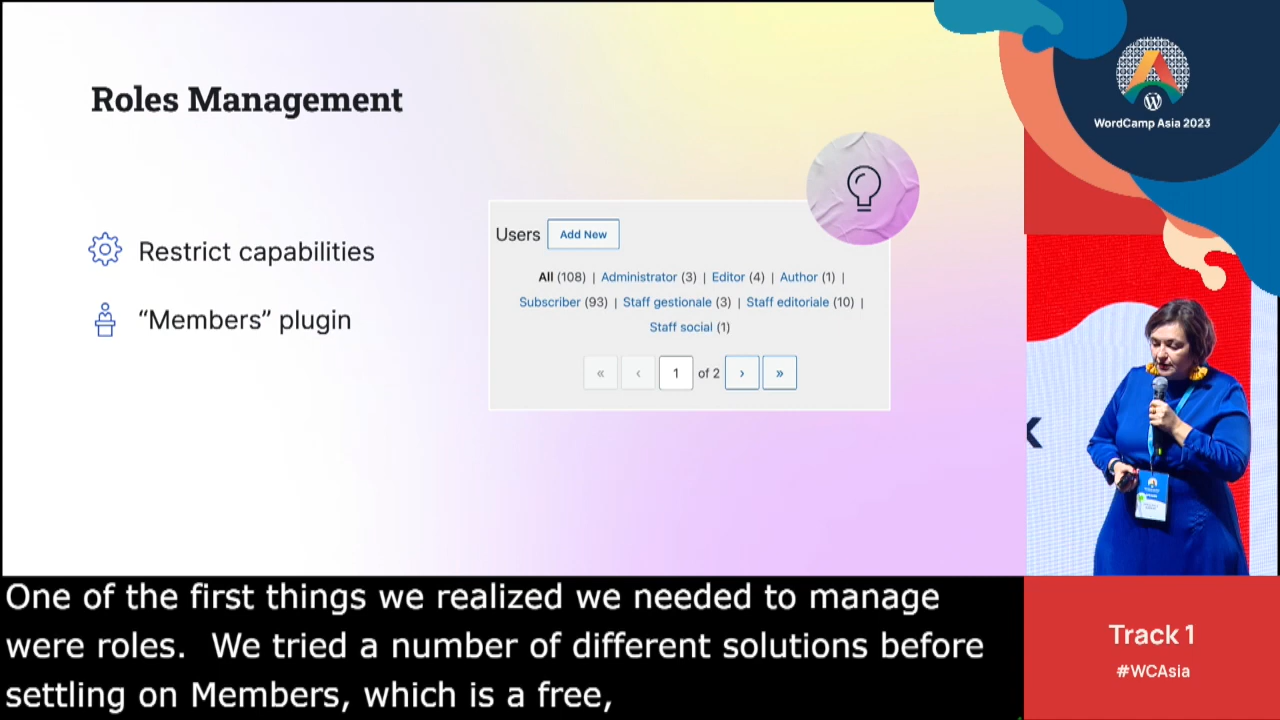 Roles Management
Restrict capabilities
“Members” plugin
Users Add New
All (108) | Administrator (3) | Editor (4) | Author (1) |
Subscriber (93) | Staff gestionale (3) | Staff editoriale (10) |
Staff social (1)
« ‹ 1 of 2 › »
WordCamp Asia 2023
One of the first things we realized we needed to manage
were roles. We tried a number of different solutions before
settling on Members, which is a free,
Track 1
#WCAsia